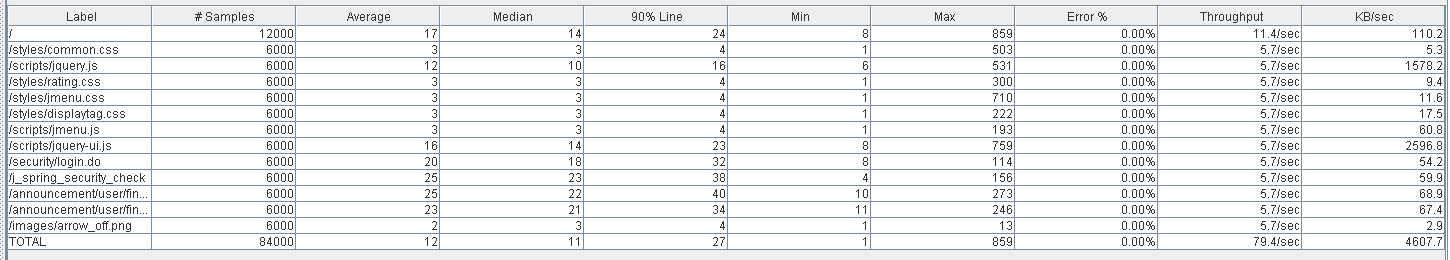 Label # Samples Average Median 90% Line Min Max Error % Throughput KB/sec
/ 12000 17 14 24 8 859 0.00% 11.4/sec 110.2
/styles/common.css 6000 3 3 4 1 503 0.00% 5.7/sec 5.3
/scripts/jquery.js 6000 12 10 16 6 531 0.00% 5.7/sec 1578.2
/styles/rating.css 6000 3 3 4 1 300 0.00% 5.7/sec 9.4
/styles/jmenu.css 6000 3 3 4 1 710 0.00% 5.7/sec 11.6
/styles/displaytag.css 6000 3 3 4 1 222 0.00% 5.7/sec 17.5
/scripts/jmenu.js 6000 3 3 4 1 193 0.00% 5.7/sec 60.8
/scripts/jquery-ui.js 6000 16 14 23 8 759 0.00% 5.7/sec 2596.8
/security/login.do 6000 20 18 32 8 114 0.00% 5.7/sec 54.2
/j_spring_security_check 6000 25 23 38 4 156 0.00% 5.7/sec 59.9
/announcement/user/fin... 6000 25 22 40 10 273 0.00% 5.7/sec 68.9
/announcement/user/fin... 6000 23 21 34 11 246 0.00% 5.7/sec 67.4
/images/arrow_off.png 6000 2 3 4 1 13 0.00% 5.7/sec 2.9
TOTAL 84000 12 11 27 1 859 0.00% 79.4/sec 4607.7